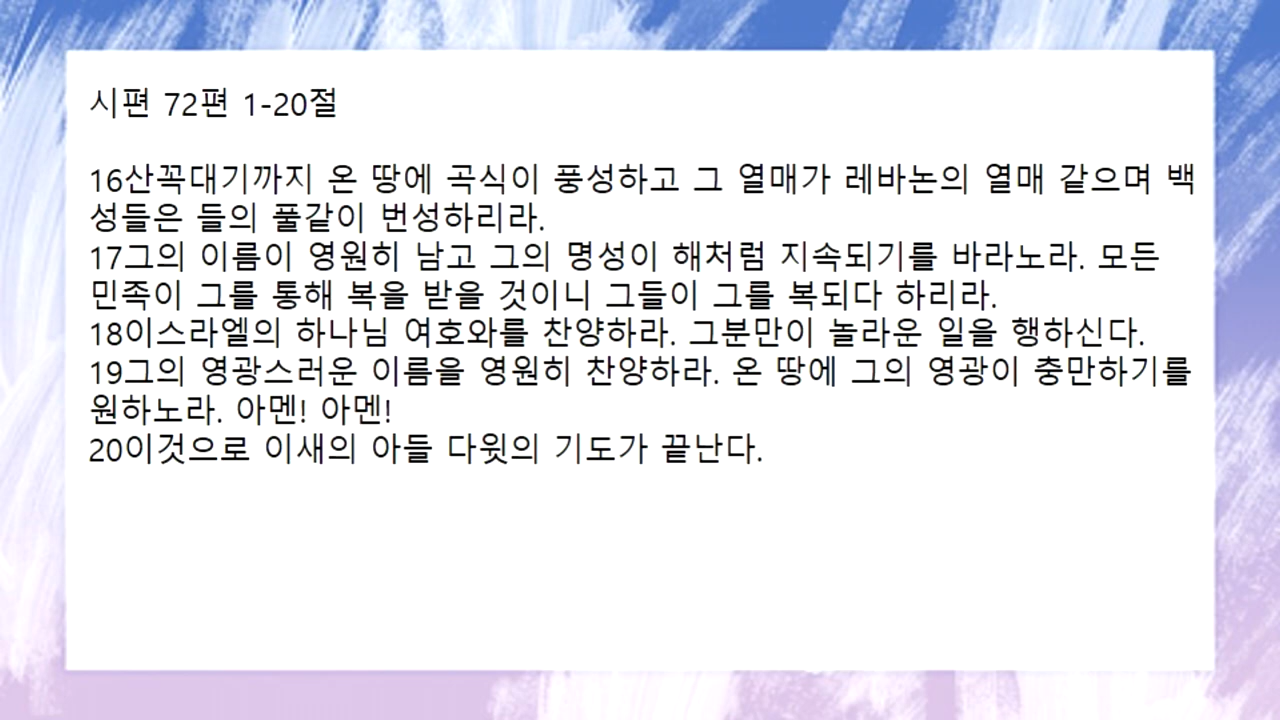 시편 72편 1-20절
16산꼭대기까지 온 땅에 곡식이 풍성하고 그 열매가 레바논의 열매 같으며 백
성들은 들의 풀같이 번성하리라.
17그의 이름이 영원히 남고 그의 명성이 해처럼 지속되기를 바라노라. 모든
민족이 그를 통해 복을 받을 것이니 그들이 그를 복되다 하리라.
18이스라엘의 하나님 여호와를 찬양하라. 그분만이 놀라운 일을 행하신다.
19그의 영광스러운 이름을 영원히 찬양하라. 온 땅에 그의 영광이 충만하기를
원하노라. 아멘! 아멘!
20이것으로 이새의 아들 다윗의 기도가 끝난다.